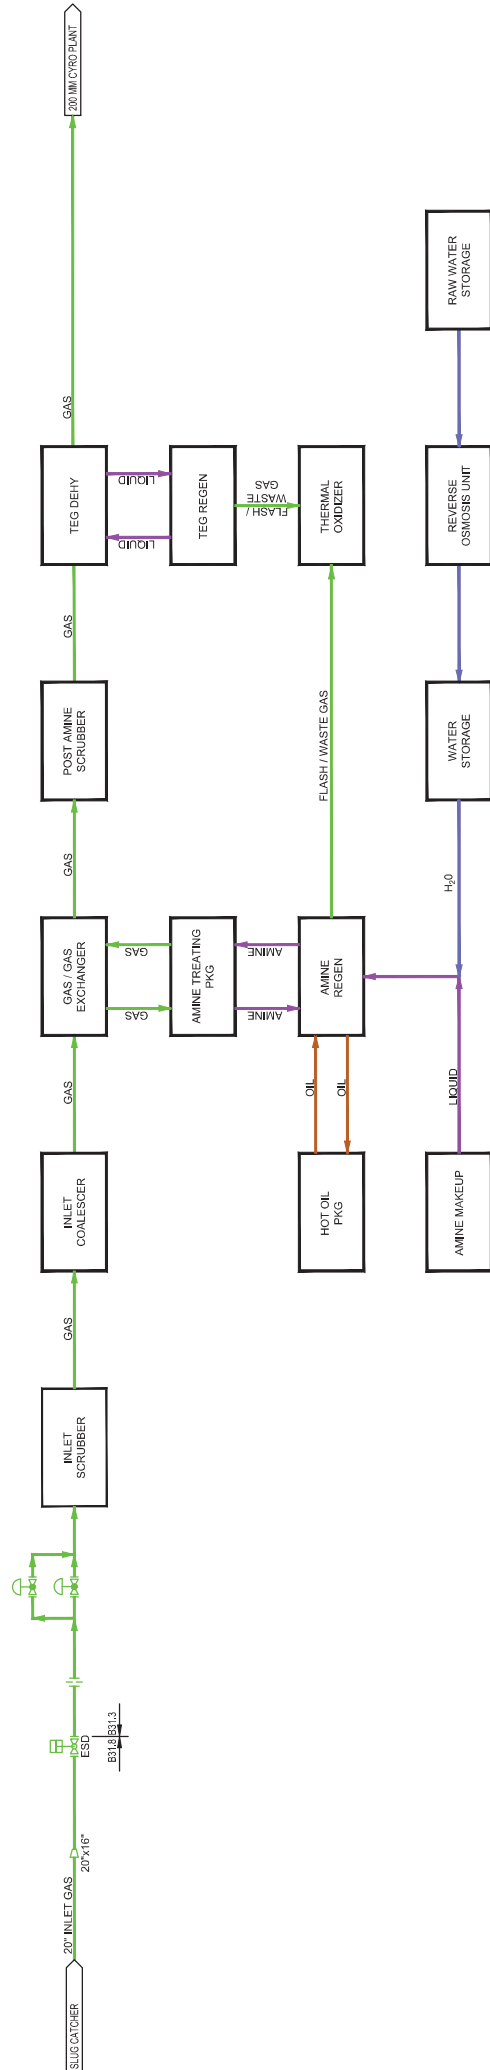 SLUG CATCHER
20" INLET GAS
20"x16"
ESD
B31.8
B31.3
INLET
SCRUBBER
GAS
INLET
COALESCER
GAS
GAS / GAS
EXCHANGER
GAS
POST AMINE
SCRUBBER
GAS
TEG DEHY
GAS
200 MM CYRO PLANT
GAS
GAS
LIQUID
LIQUID
AMINE TREATING
PKG
TEG REGEN
AMINE
AMINE
FLASH /
WASTE
GAS
HOT OIL
PKG
OIL
OIL
AMINE
REGEN
FLASH / WASTE GAS
THERMAL
OXIDIZER
AMINE MAKEUP
LIQUID
H₂0
WATER
STORAGE
REVERSE
OSMOSIS UNIT
RAW WATER
STORAGE